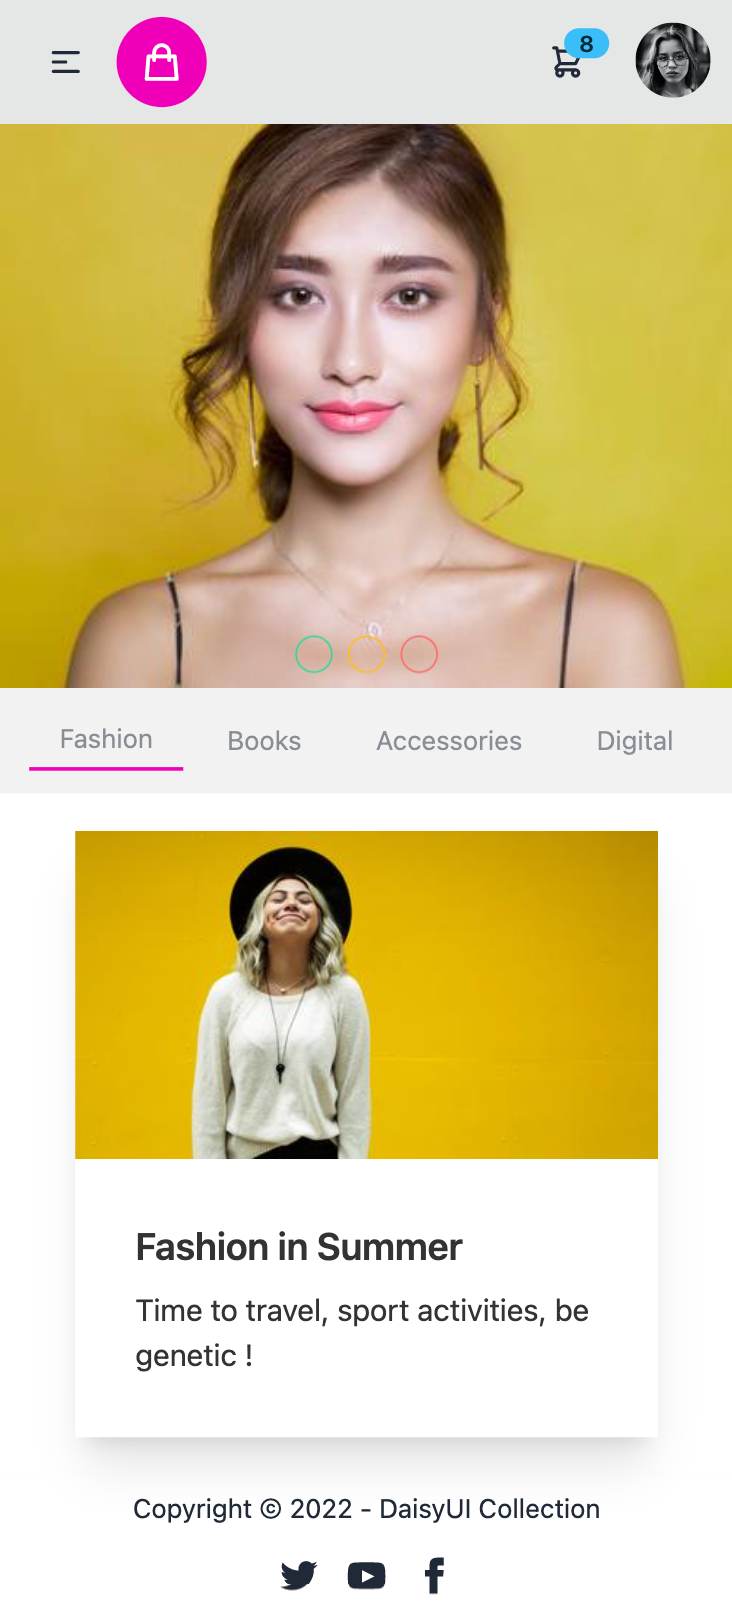 8
Fashion
Books
Accessories
Digital
Fashion in Summer
Time to travel, sport activities, be
genetic !
Copyright © 2022 - DaisyUI Collection